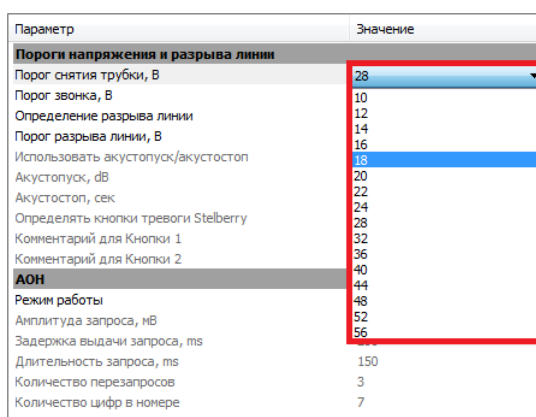 Параметр Значение
Пороги напряжения и разрыва линии
Порог снятия трубки, В 28
Порог звонка, В 10
Определение разрыва линии 12
Порог разрыва линии, В 14
16
Использовать акустопуск/акустостоп 18
Акустопуск, dB 20
Акустостоп, сек 22
24
Определять кнопки тревоги Stelberry 28
Комментарий для Кнопки 1 32
Комментарий для Кнопки 2 36
АОН 40
44
Режим работы 48
Амплитуда запроса, мВ 52
56
Задержка выдачи запроса, ms
Длительность запроса, ms 150
Количество перезапросов 3
Количество цифр в номере 7